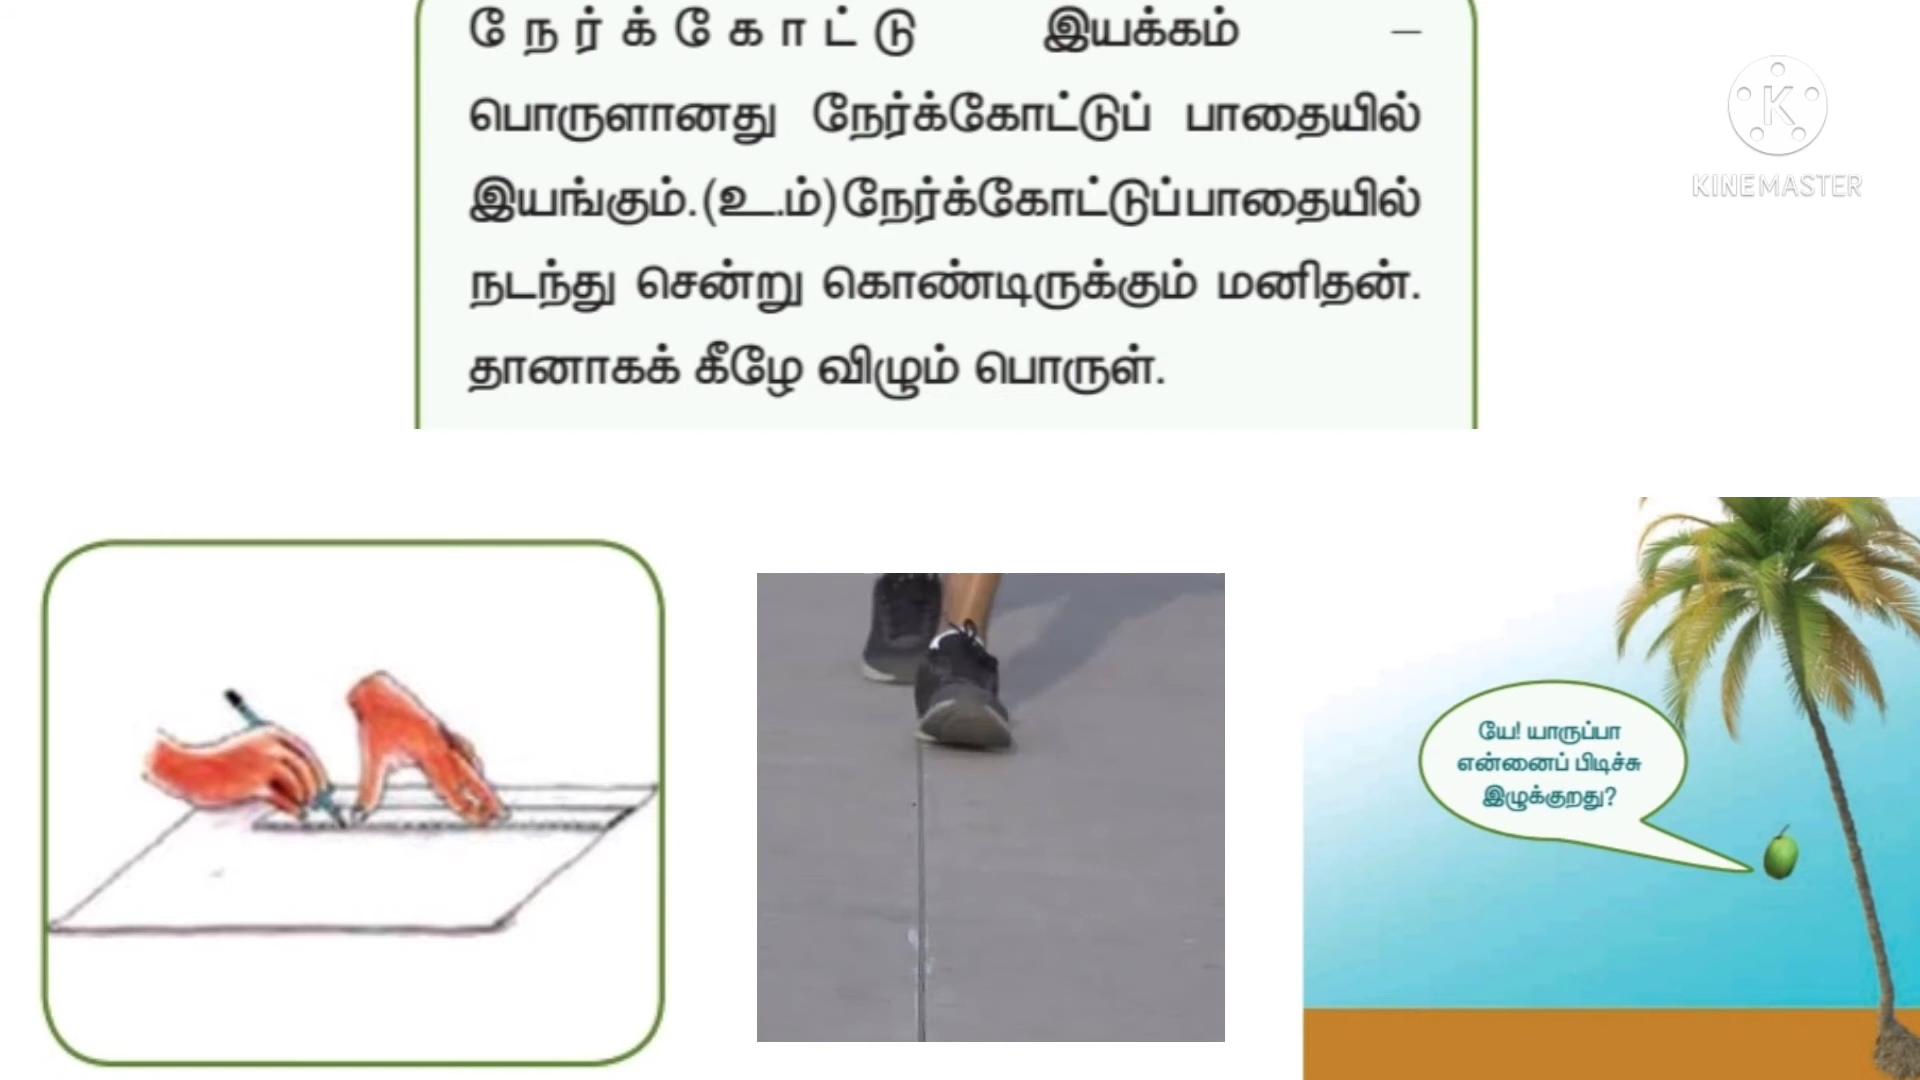 நேர்க்கோட்டு இயக்கம் –
பொருளானது நேர்க்கோட்டுப் பாதையில்
இயங்கும்.(உ.ம்)நேர்க்கோட்டுப்பாதையில்
நடந்து சென்று கொண்டிருக்கும் மனிதன்.
தானாகக் கீழே விழும் பொருள்.
KINEMASTER
யே! யாருப்பா
என்னைப் பிடிச்சு
இழுக்குறது?